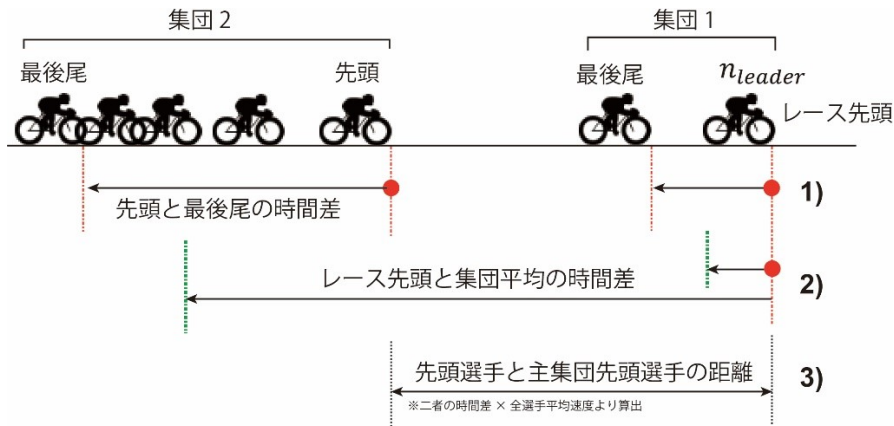 集団 2
集団 1
最後尾
先頭
最後尾
n_leader
レース先頭
1)
先頭と最後尾の時間差
レース先頭と集団平均の時間差
2)
先頭選手と主集団先頭選手の距離
3)
※二者の時間差 × 全選手平均速度より算出